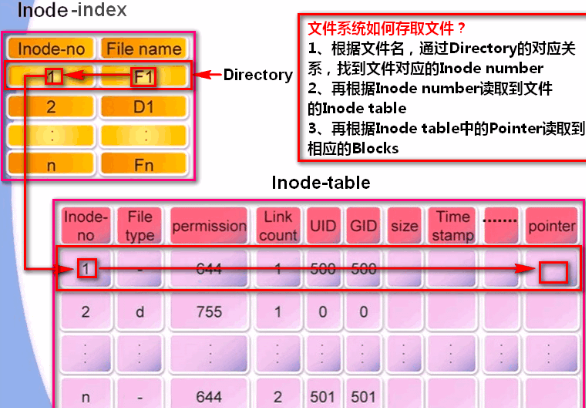 Inode-index
Inode-no File name
1 F1
Directory
2 D1
: :
n Fn
文件系统如何存取文件？
1、根据文件名，通过Directory的对应关
系，找到文件对应的Inode number
2、再根据Inode number读取到文件
的Inode table
3、再根据Inode table中的Pointer读取到
相应的Blocks
Inode-table
Inode-no File type permission Link count UID GID size Time stamp ....... pointer
1 - 644 1 500 500
2 d 755 1 0 0
: : : : : : : : : :
n - 644 2 501 501